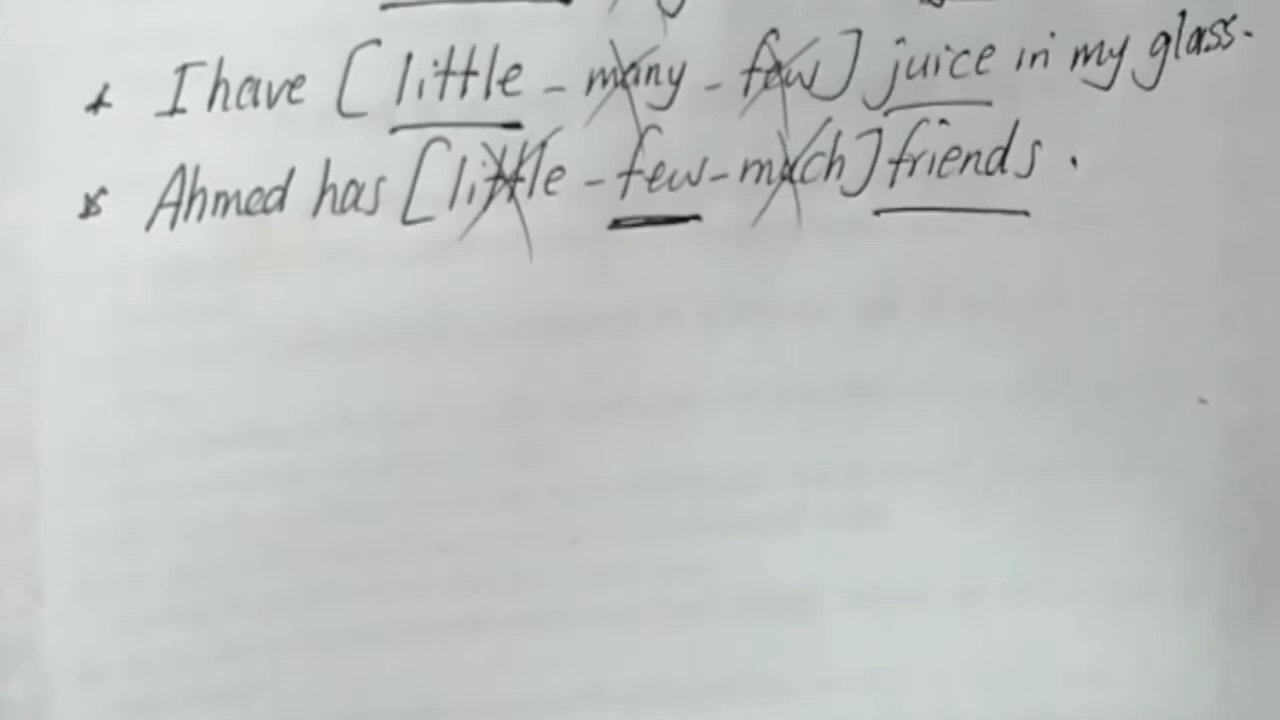 * I have [little - many - few] juice in my glass.
* Ahmed has [little - few - much] friends.